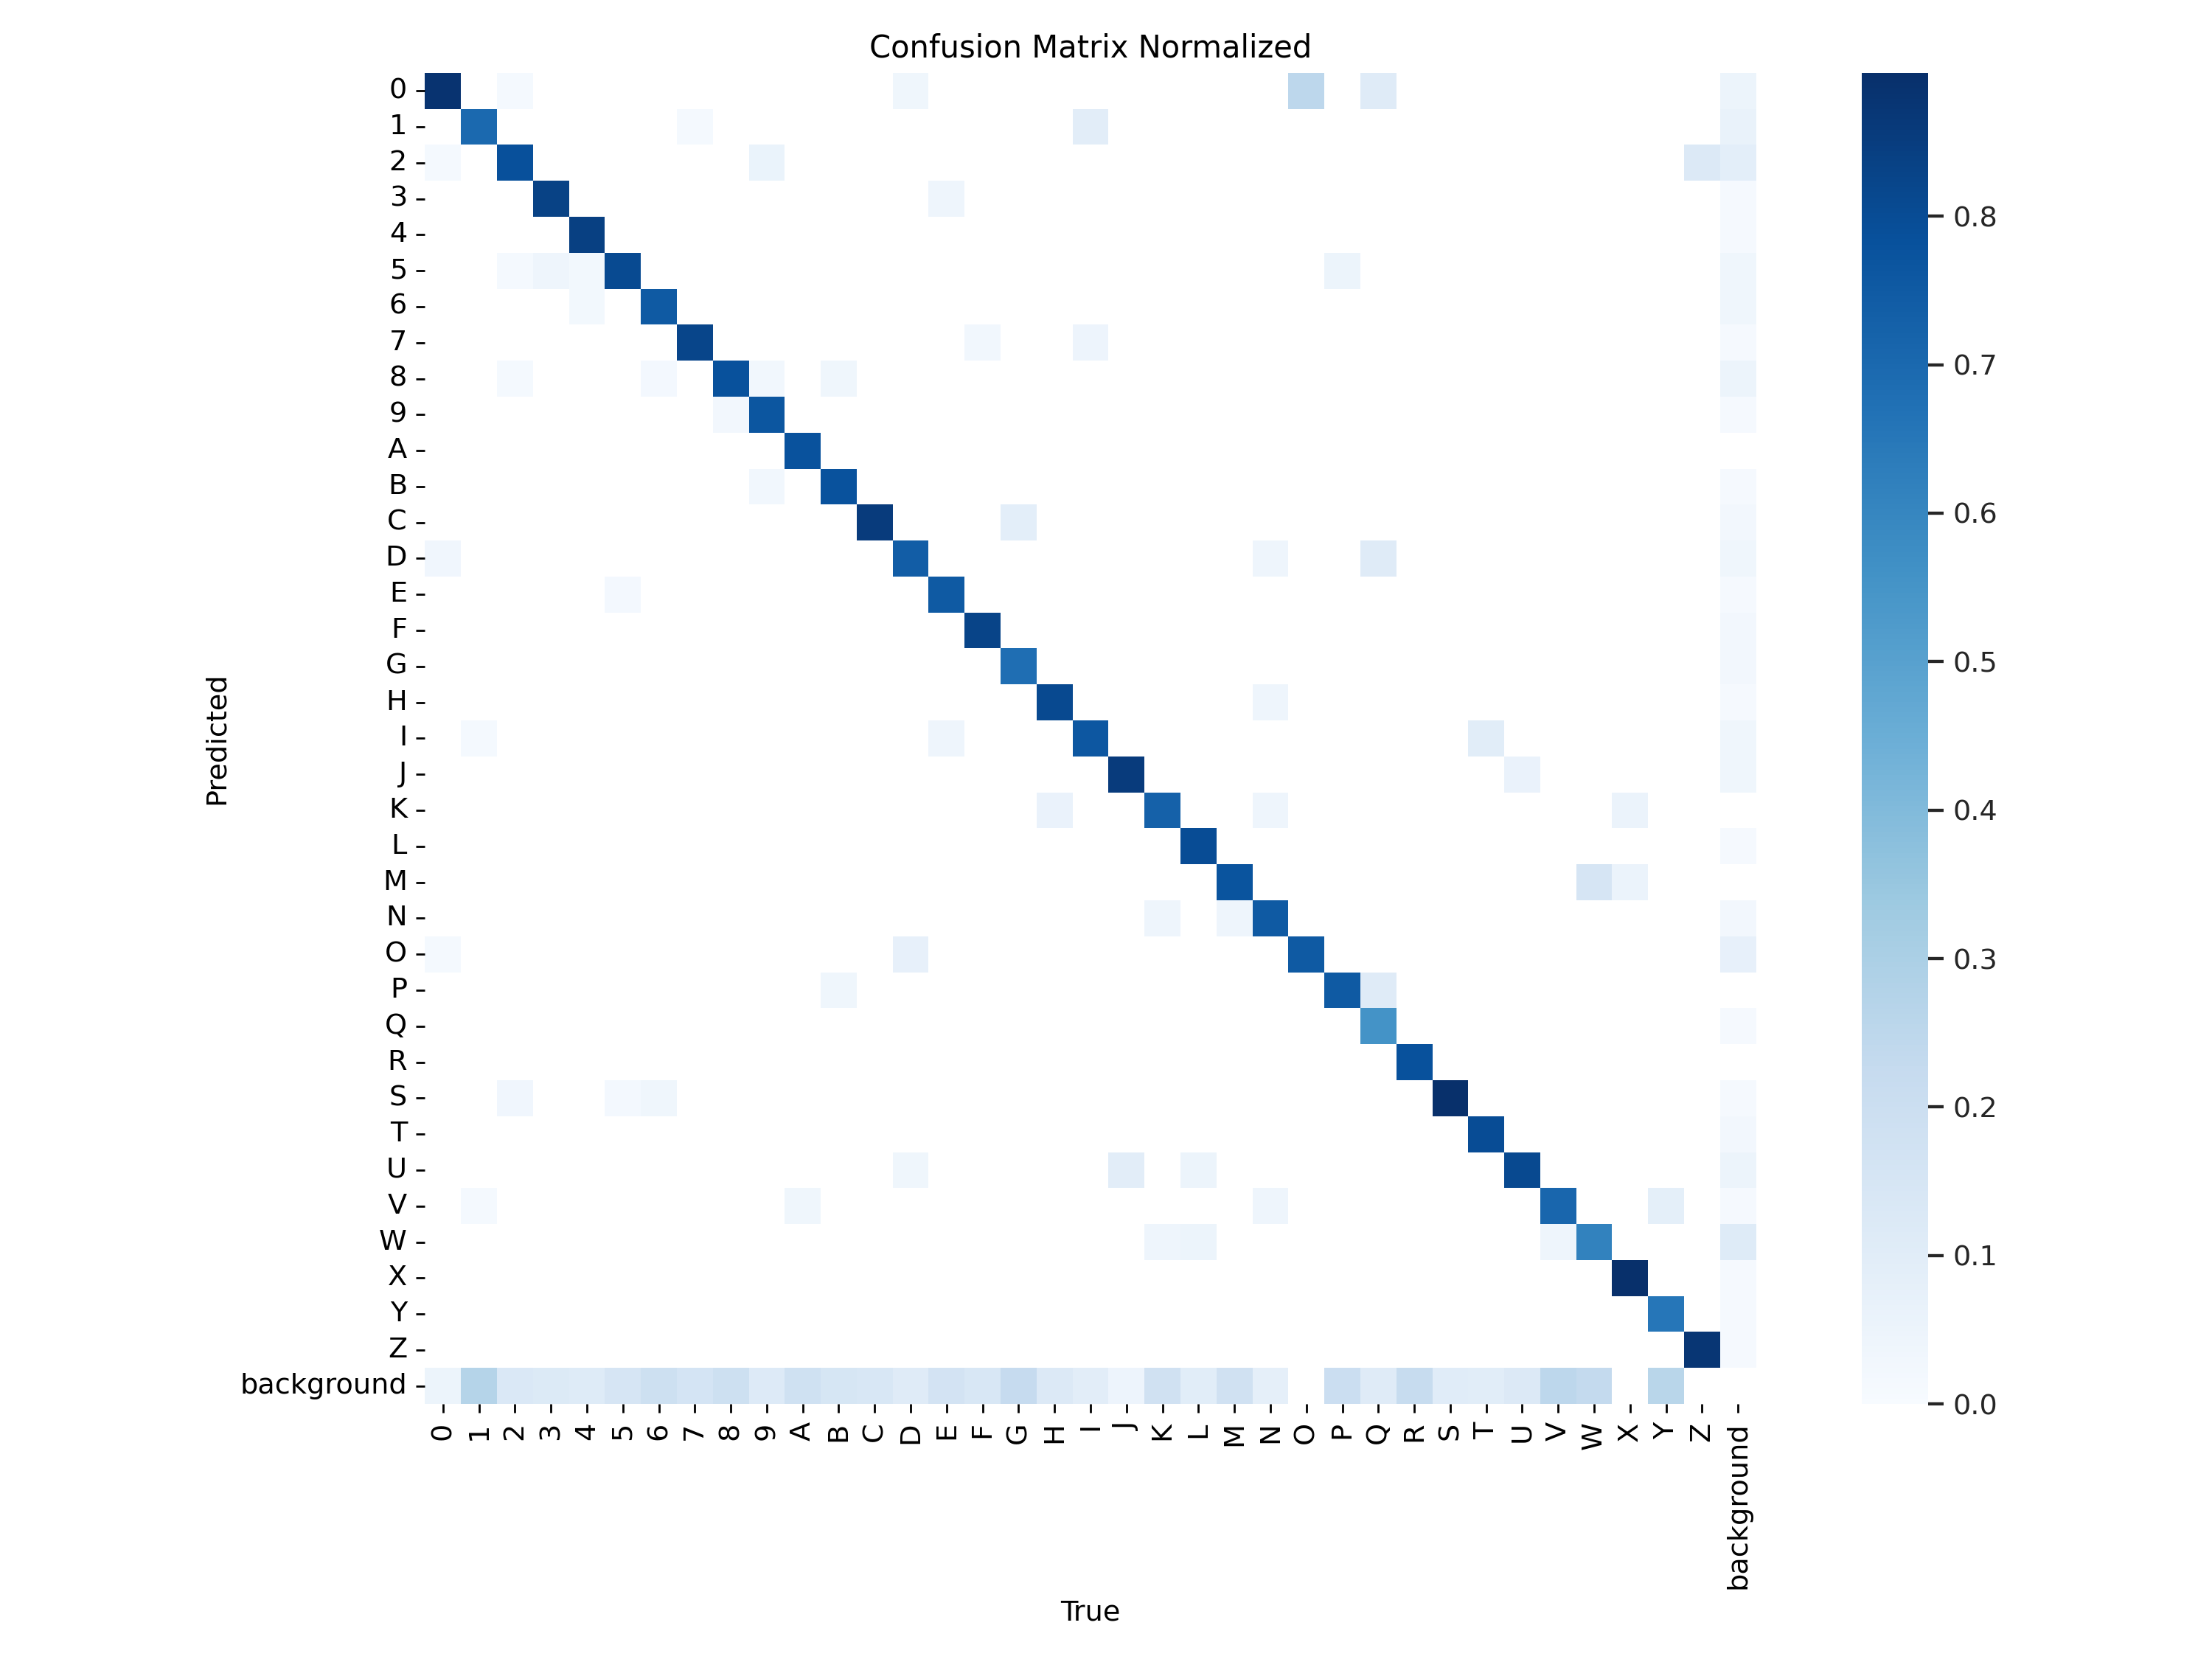 Confusion Matrix Normalized
0
1
2
3
4
5
6
7
8
9
A
B
C
D
E
F
G
H
I
J
K
L
M
N
O
P
Q
R
S
T
U
V
W
X
Y
Z
background
Predicted
0 1 2 3 4 5 6 7 8 9 A B C D E F G H I J K L M N O P Q R S T U V W X Y Z background
True
0.8
0.7
0.6
0.5
0.4
0.3
0.2
0.1
0.0